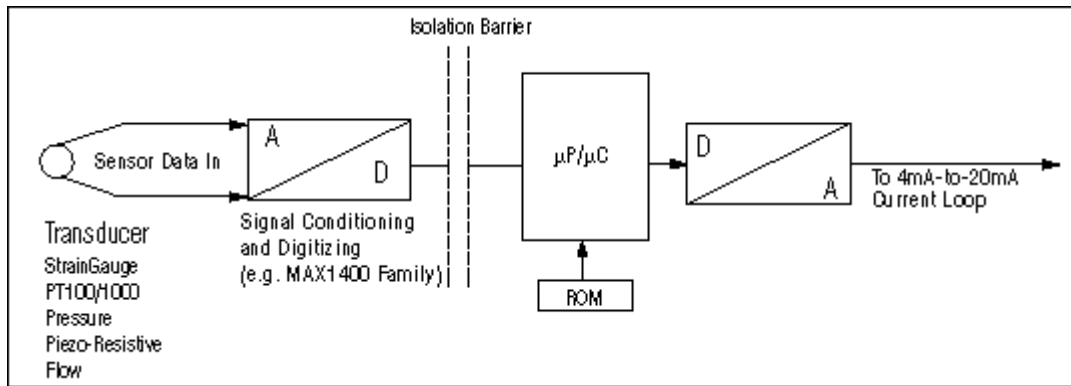 Isolation Barrier
A
D
Sensor Data In
µP/µC
D
A
To 4mA-to-20mA
Current Loop
Transducer
StrainGauge
PT100/1000
Pressure
Piezo-Resistive
Flow
Signal Conditioning
and Digitizing
(e.g. MAX1400 Family)
ROM